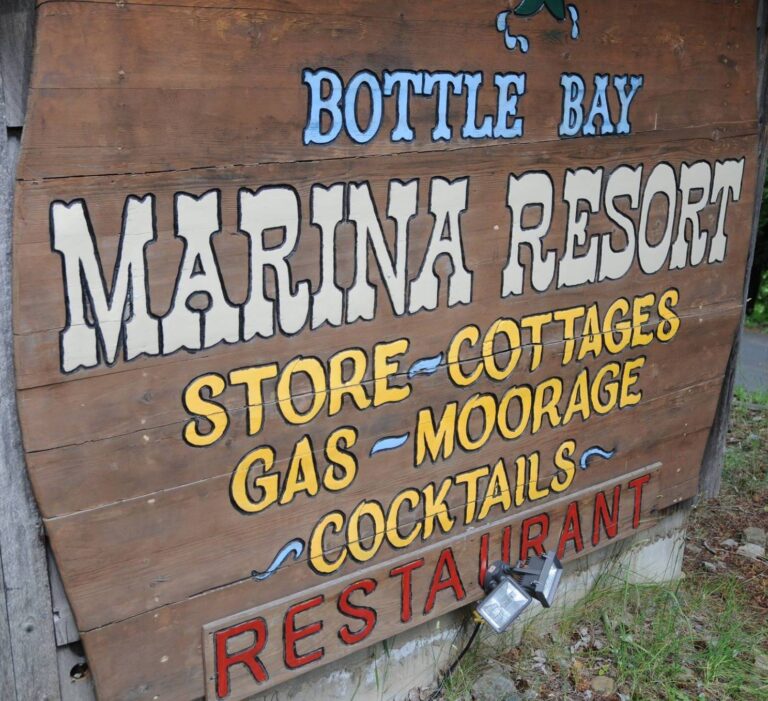 BOTTLE BAY
MARINA RESORT
STORE ~ COTTAGES
GAS ~ MOORAGE
~ COCKTAILS ~
RESTAURANT